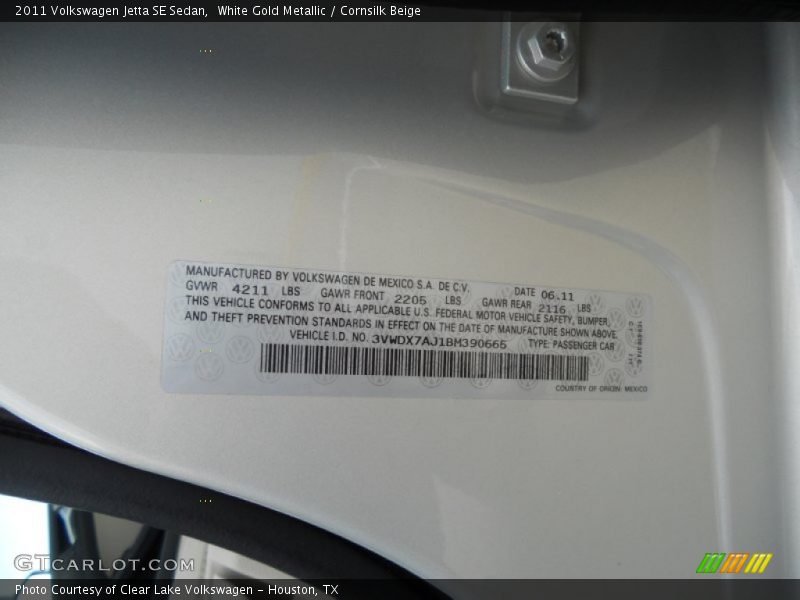 2011 Volkswagen Jetta SE Sedan,  White Gold Metallic / Cornsilk Beige
MANUFACTURED BY VOLKSWAGEN DE MEXICO S.A. DE C.V. DATE 06.11
GVWR 4211 LBS GAWR FRONT 2205 LBS GAWR REAR 2116 LBS
THIS VEHICLE CONFORMS TO ALL APPLICABLE U.S. FEDERAL MOTOR VEHICLE SAFETY, BUMPER,
AND THEFT PREVENTION STANDARDS IN EFFECT ON THE DATE OF MANUFACTURE SHOWN ABOVE.
VEHICLE I.D. NO. 3VWDX7AJ1BM390665 TYPE: PASSENGER CAR
COUNTRY OF ORIGIN: MEXICO
GTCARLOT.COM
Photo Courtesy of Clear Lake Volkswagen - Houston, TX